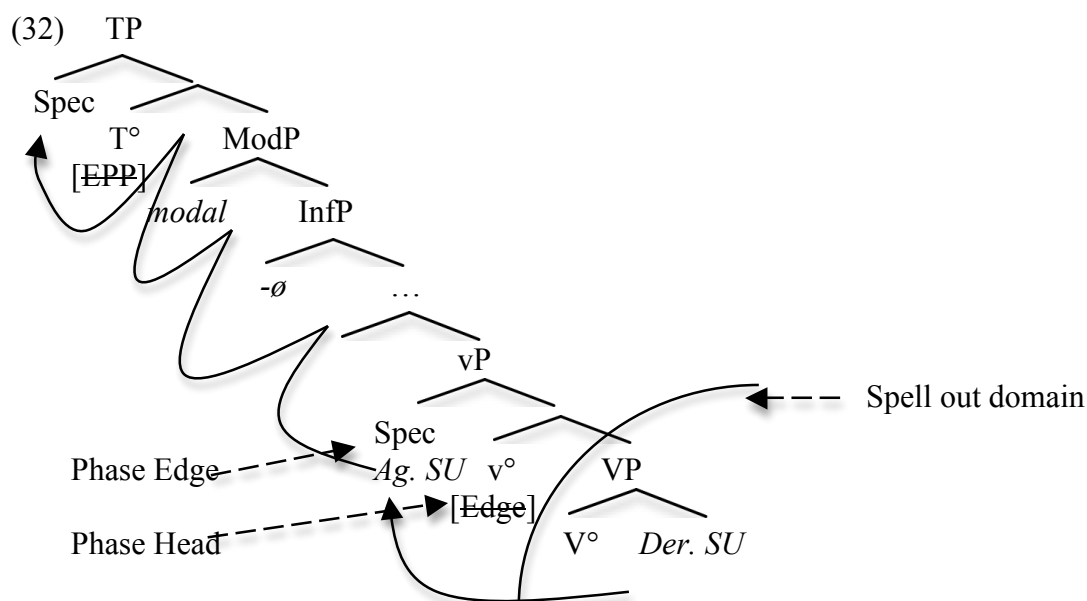 (32) TP
Spec
T° ModP
[EPP]
modal InfP
-ø …
vP
Spell out domain
Spec
Phase Edge Ag. SU v° VP
[Edge]
Phase Head V° Der. SU